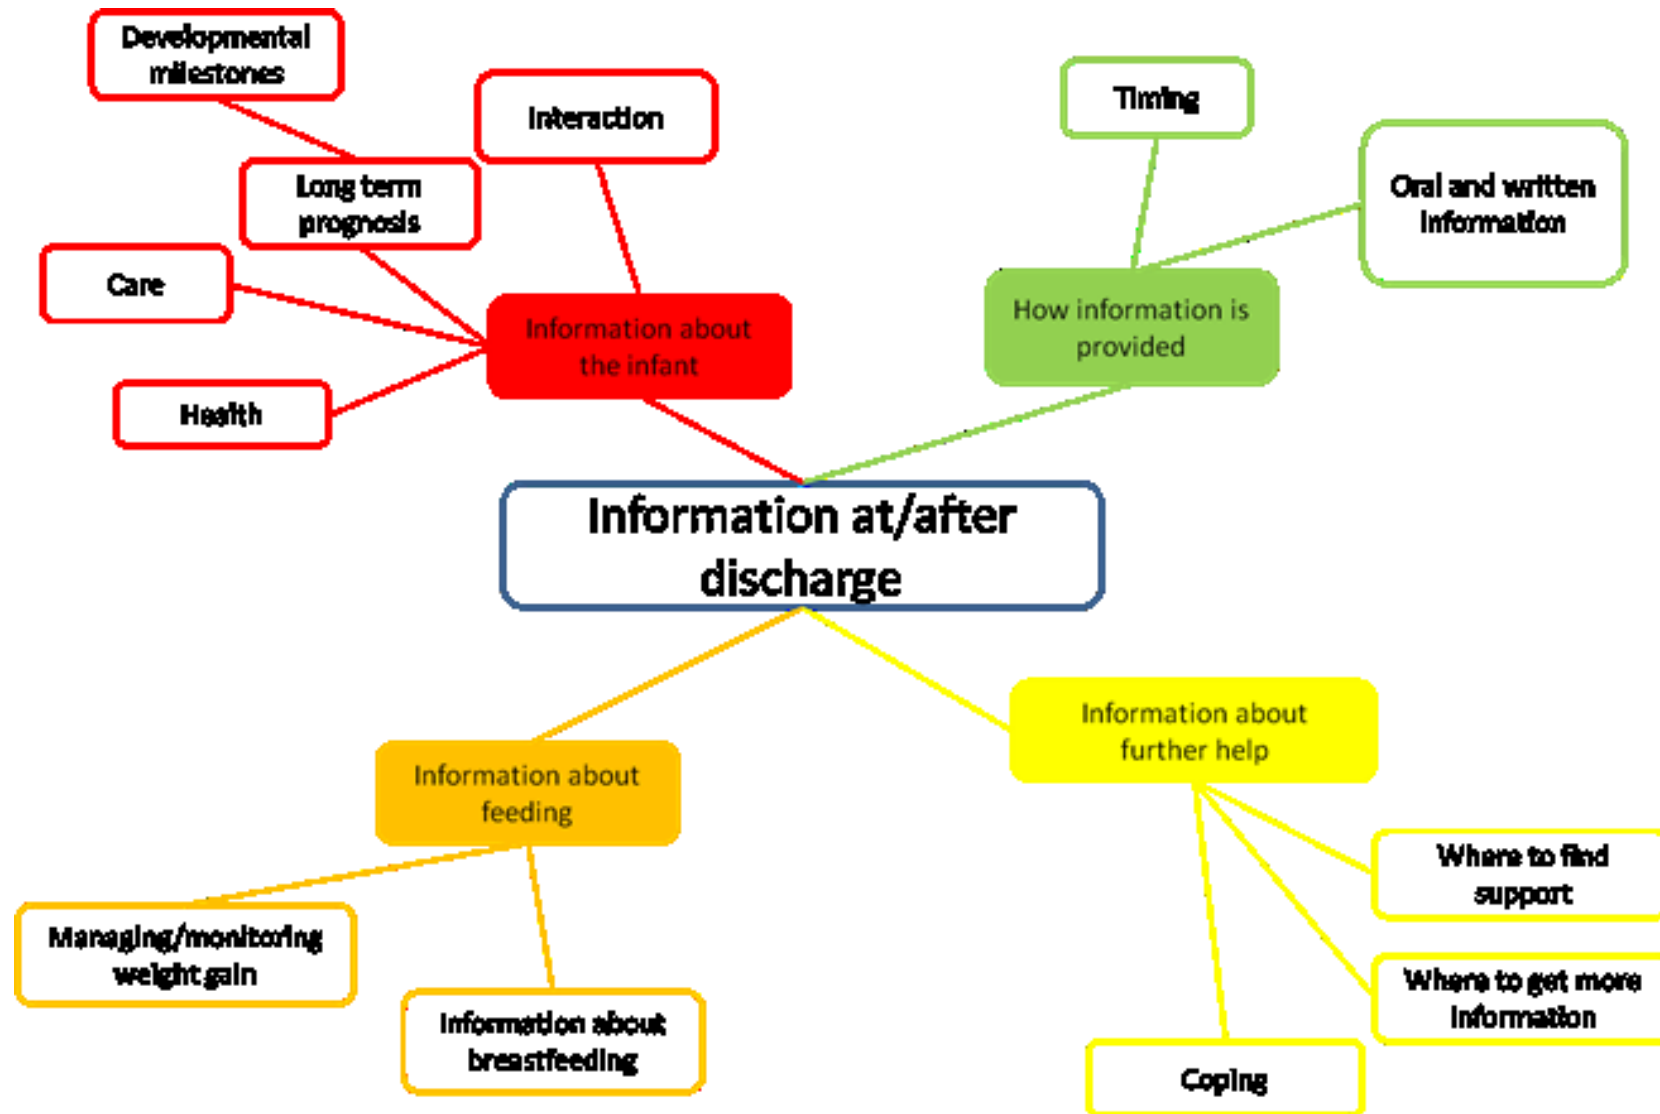 Developmental
milestones
Interaction
Long term
prognosis
Care
Health
Information about
the infant
Timing
Oral and written
information
How information is
provided
Information at/after
discharge
Information about
feeding
Managing/monitoring
weight gain
Information about
breastfeeding
Information about
further help
Where to find
support
Where to get more
information
Coping